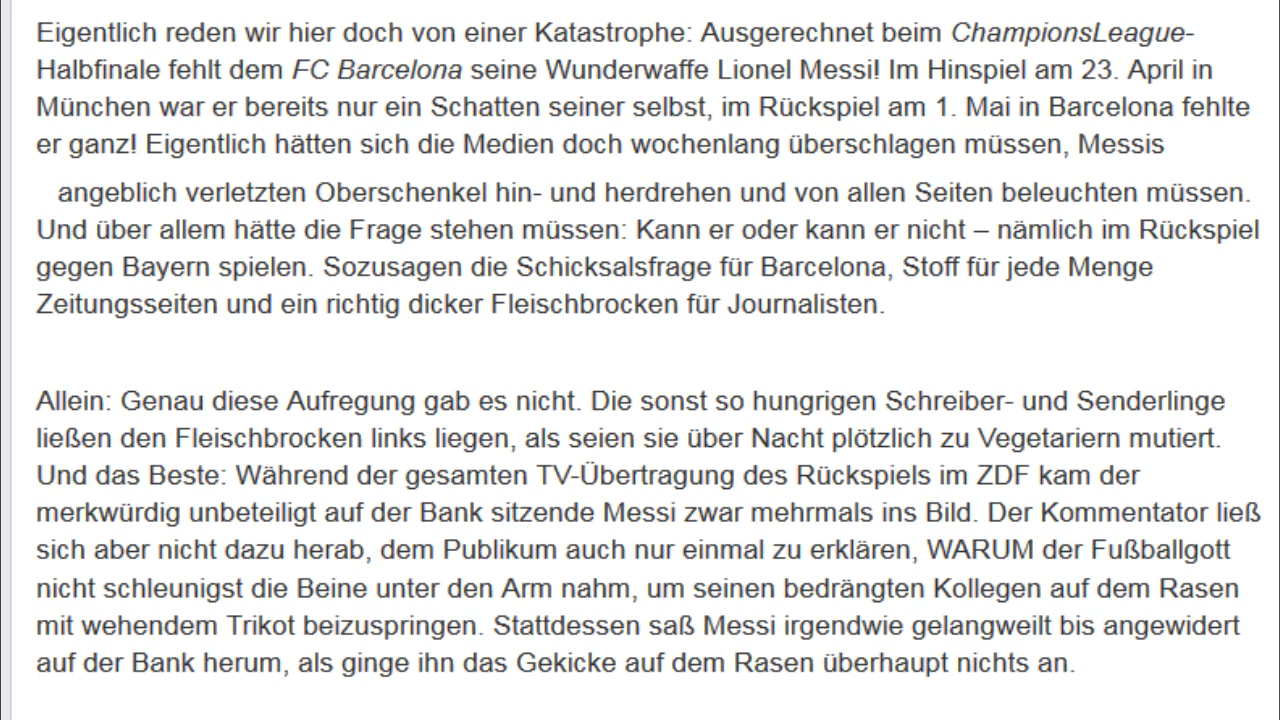 Eigentlich reden wir hier doch von einer Katastrophe: Ausgerechnet beim ChampionsLeague-
Halbfinale fehlt dem FC Barcelona seine Wunderwaffe Lionel Messi! Im Hinspiel am 23. April in
München war er bereits nur ein Schatten seiner selbst, im Rückspiel am 1. Mai in Barcelona fehlte
er ganz! Eigentlich hätten sich die Medien doch wochenlang überschlagen müssen, Messis
angeblich verletzten Oberschenkel hin- und herdrehen und von allen Seiten beleuchten müssen.
Und über allem hätte die Frage stehen müssen: Kann er oder kann er nicht – nämlich im Rückspiel
gegen Bayern spielen. Sozusagen die Schicksalsfrage für Barcelona, Stoff für jede Menge
Zeitungsseiten und ein richtig dicker Fleischbrocken für Journalisten.
Allein: Genau diese Aufregung gab es nicht. Die sonst so hungrigen Schreiber- und Senderlinge
ließen den Fleischbrocken links liegen, als seien sie über Nacht plötzlich zu Vegetariern mutiert.
Und das Beste: Während der gesamten TV-Übertragung des Rückspiels im ZDF kam der
merkwürdig unbeteiligt auf der Bank sitzende Messi zwar mehrmals ins Bild. Der Kommentator ließ
sich aber nicht dazu herab, dem Publikum auch nur einmal zu erklären, WARUM der Fußballgott
nicht schleunigst die Beine unter den Arm nahm, um seinen bedrängten Kollegen auf dem Rasen
mit wehendem Trikot beizuspringen. Stattdessen saß Messi irgendwie gelangweilt bis angewidert
auf der Bank herum, als ginge ihn das Gekicke auf dem Rasen überhaupt nichts an.